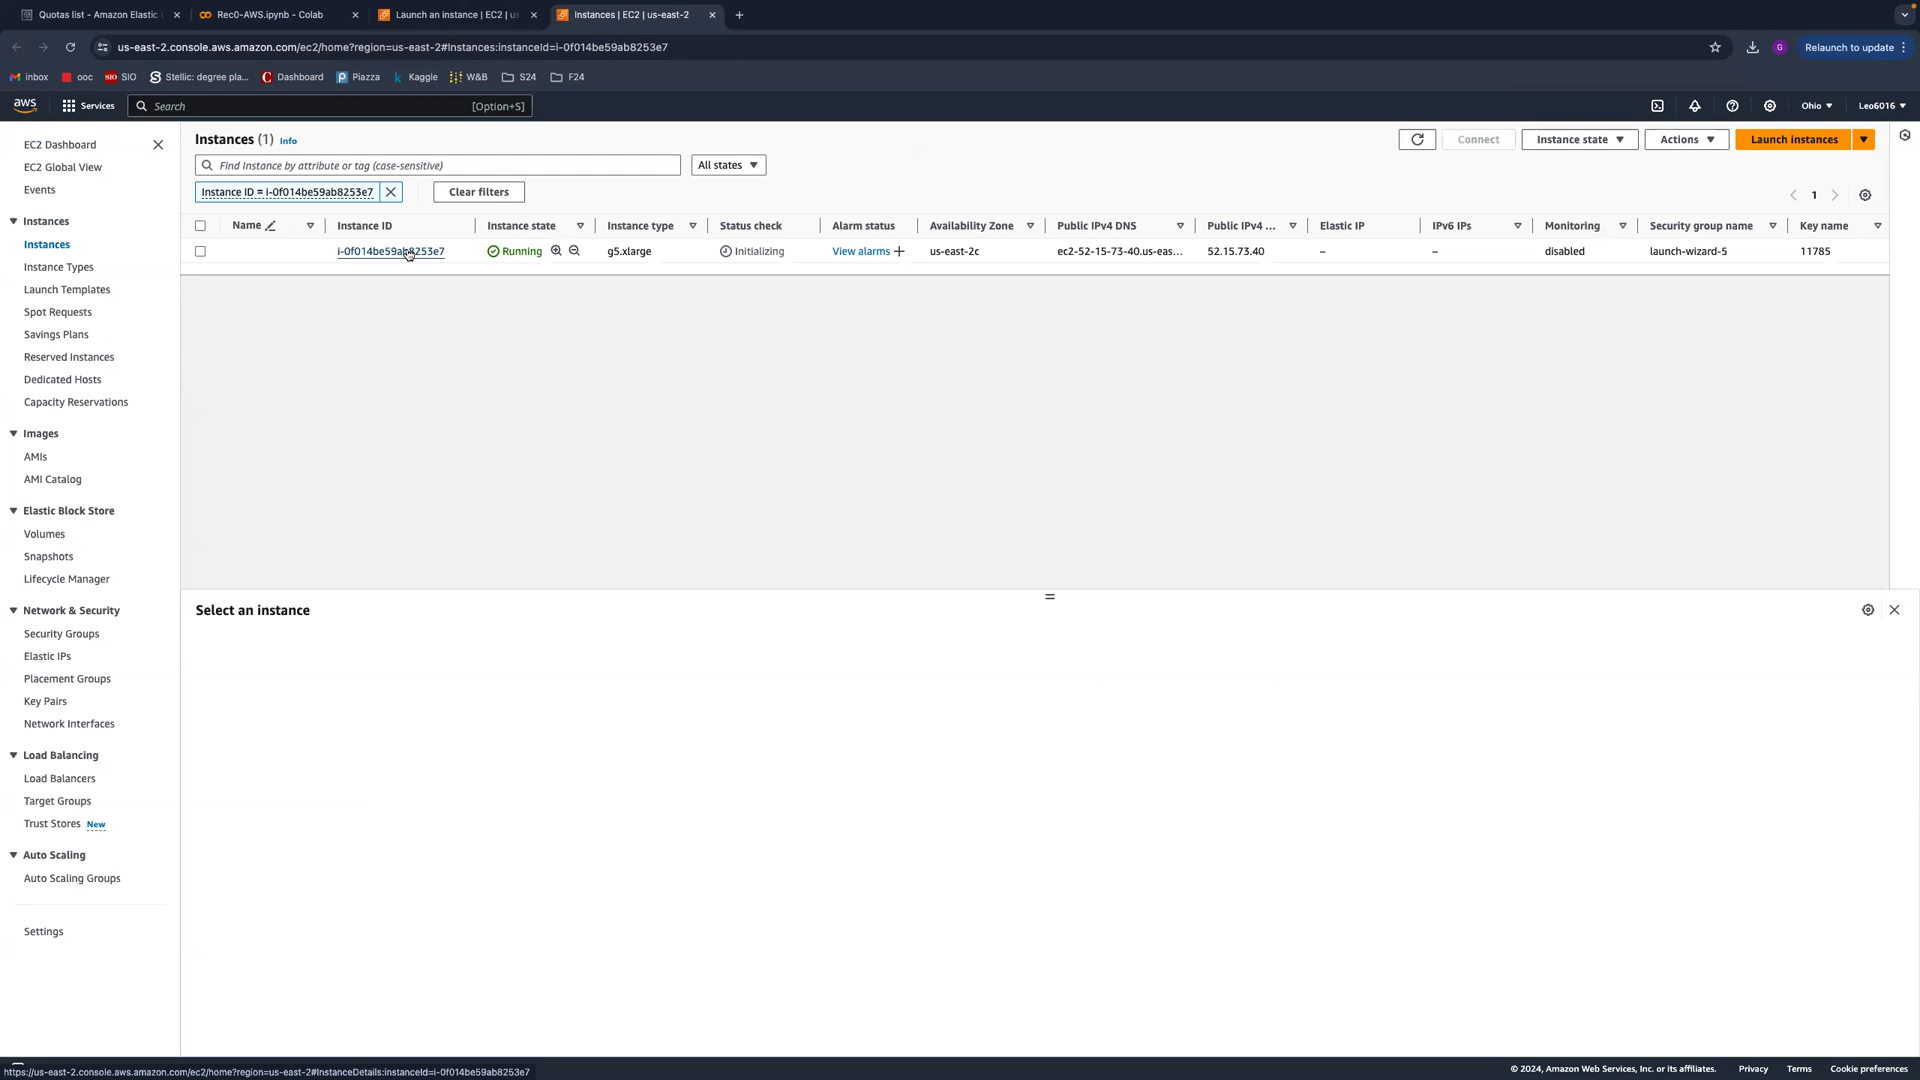 Quotas list - Amazon Elastic
Rec0-AWS.ipynb - Colab
Launch an instance | EC2 | us
Instances | EC2 | us-east-2
us-east-2.console.aws.amazon.com/ec2/home?region=us-east-2#Instances:instanceId=i-0f014be59ab8253e7
G
Relaunch to update
inbox
ooc
SIO SIO
Stellic: degree pla...
Dashboard
Piazza
Kaggle
W&B
S24
F24
aws
Services
Search
[Option+S]
Ohio
Leo6016
EC2 Dashboard
EC2 Global View
Events
Instances
Instances
Instance Types
Launch Templates
Spot Requests
Savings Plans
Reserved Instances
Dedicated Hosts
Capacity Reservations
Images
AMIs
AMI Catalog
Elastic Block Store
Volumes
Snapshots
Lifecycle Manager
Network & Security
Security Groups
Elastic IPs
Placement Groups
Key Pairs
Network Interfaces
Load Balancing
Load Balancers
Target Groups
Trust Stores New
Auto Scaling
Auto Scaling Groups
Settings
Instances (1) Info
Connect
Instance state
Actions
Launch instances
Find Instance by attribute or tag (case-sensitive)
All states
Instance ID = i-0f014be59ab8253e7
Clear filters
1
Name Instance ID Instance state Instance type Status check Alarm status Availability Zone Public IPv4 DNS Public IPv4 ... Elastic IP IPv6 IPs Monitoring Security group name Key name
i-0f014be59ab8253e7 Running g5.xlarge Initializing View alarms + us-east-2c ec2-52-15-73-40.us-eas... 52.15.73.40 – – disabled launch-wizard-5 11785
Select an instance
https://us-east-2.console.aws.amazon.com/ec2/home?region=us-east-2#InstanceDetails:instanceId=i-0f014be59ab8253e7
© 2024, Amazon Web Services, Inc. or its affiliates.
Privacy
Terms
Cookie preferences